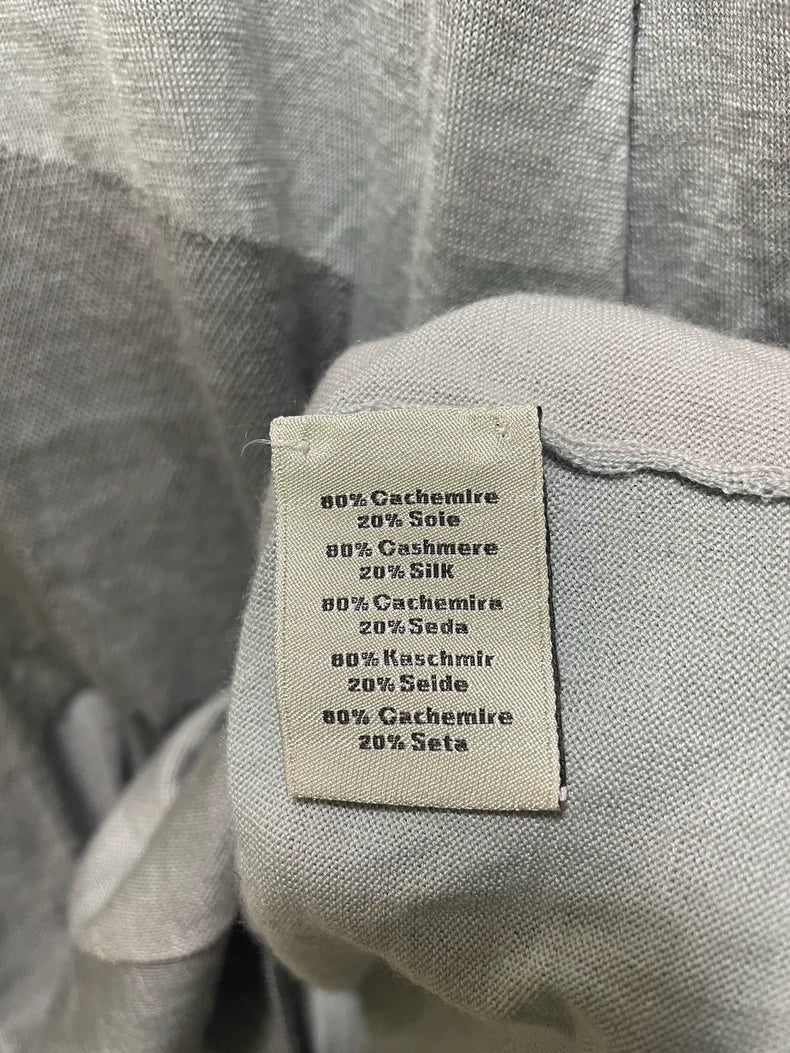 80% Cachemire
20% Soie
80% Cashmere
20% Silk
80% Cachemira
20% Seda
80% Kaschmir
20% Seide
80% Cachemire
20% Seta